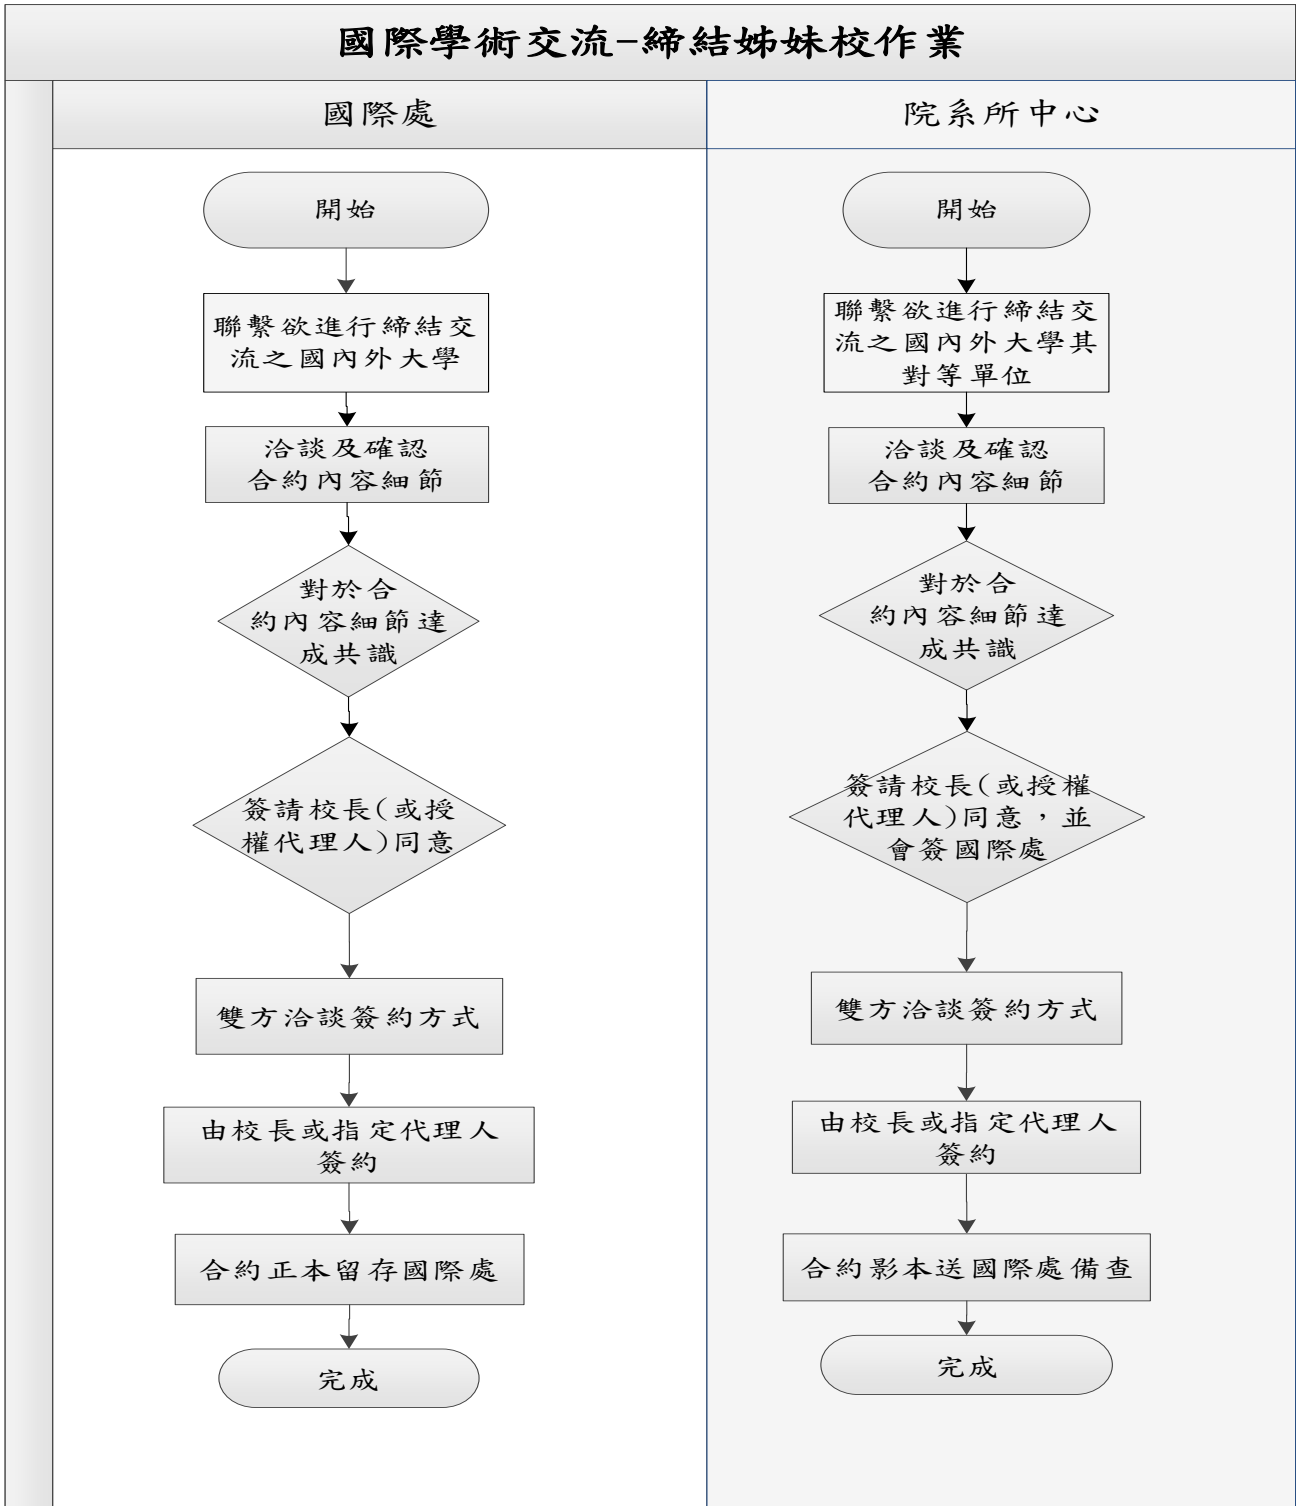 國際學術交流-締結姊妹校作業
國際處
開始
聯繫欲進行締結交
流之國內外大學
洽談及確認
合約內容細節
對於合
約內容細節達
成共識
簽請校長(或授
權代理人)同意
雙方洽談簽約方式
由校長或指定代理人
簽約
合約正本留存國際處
完成
院系所中心
開始
聯繫欲進行締結交
流之國內外大學其
對等單位
洽談及確認
合約內容細節
對於合
約內容細節達
成共識
簽請校長(或授權
代理人)同意，並
會簽國際處
雙方洽談簽約方式
由校長或指定代理人
簽約
合約影本送國際處備查
完成